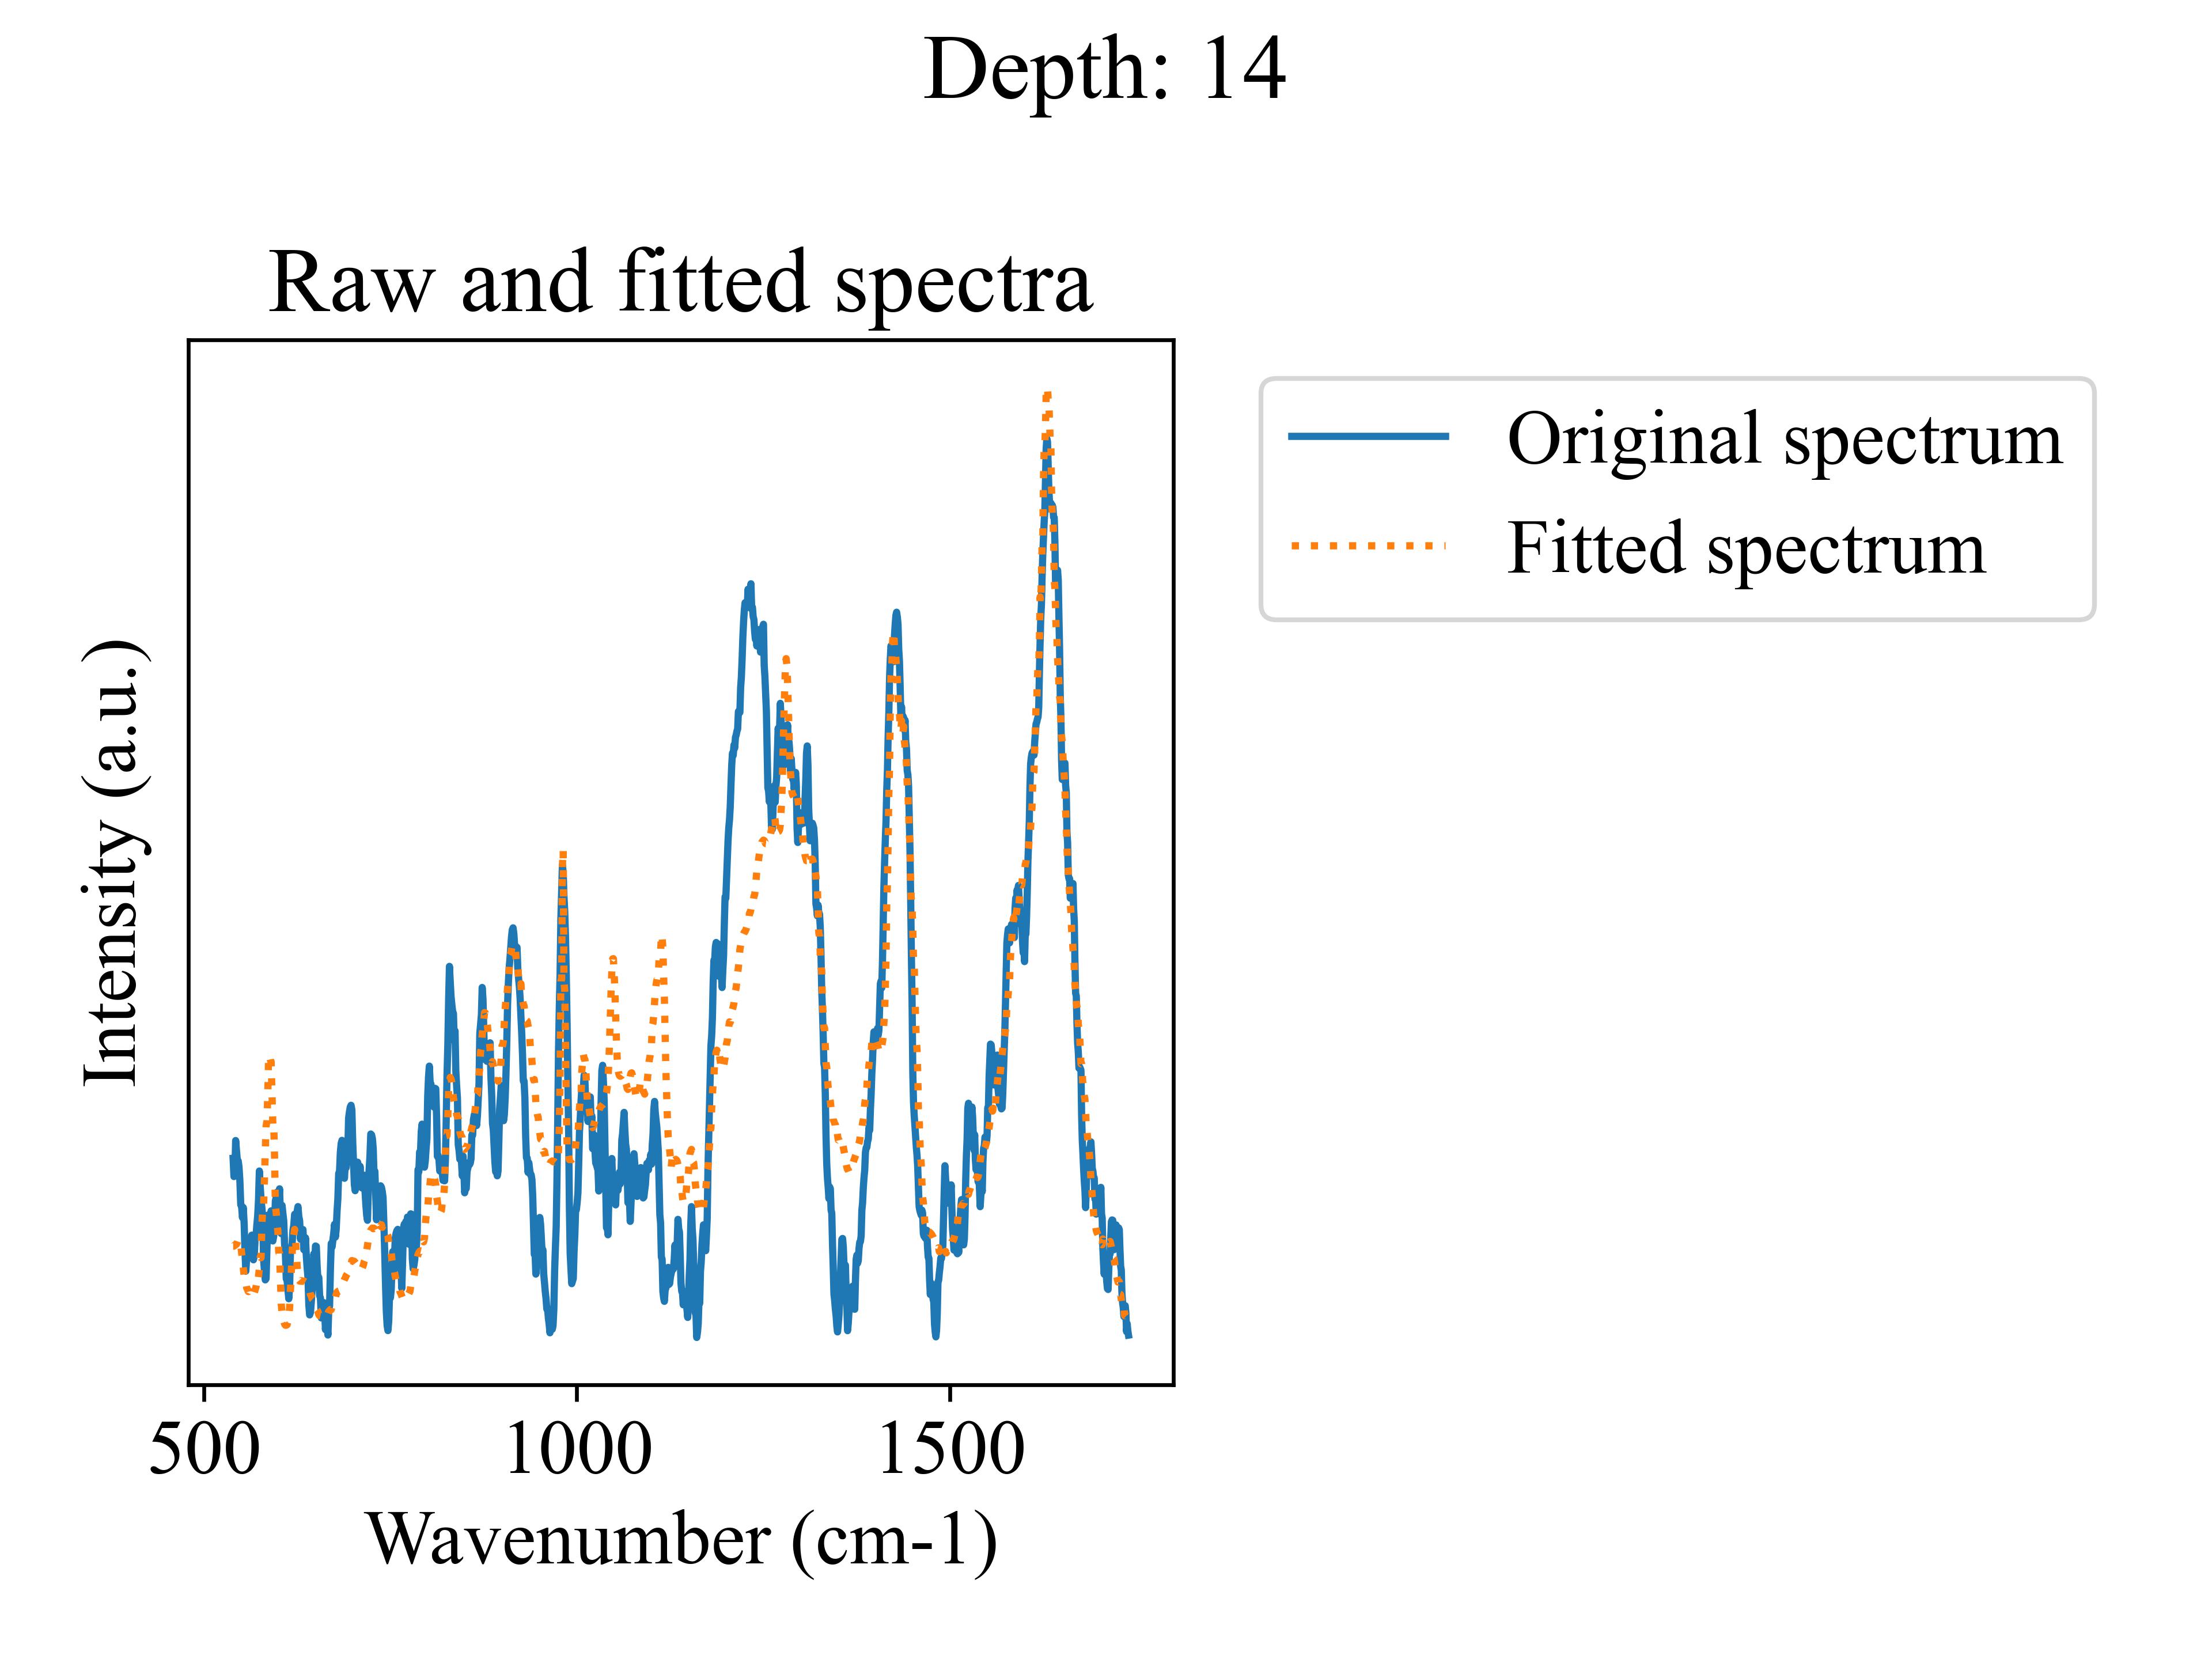 Depth: 14
Raw and fitted spectra
Original spectrum
Fitted spectrum
Intensity (a.u.)
500 1000 1500
Wavenumber (cm-1)